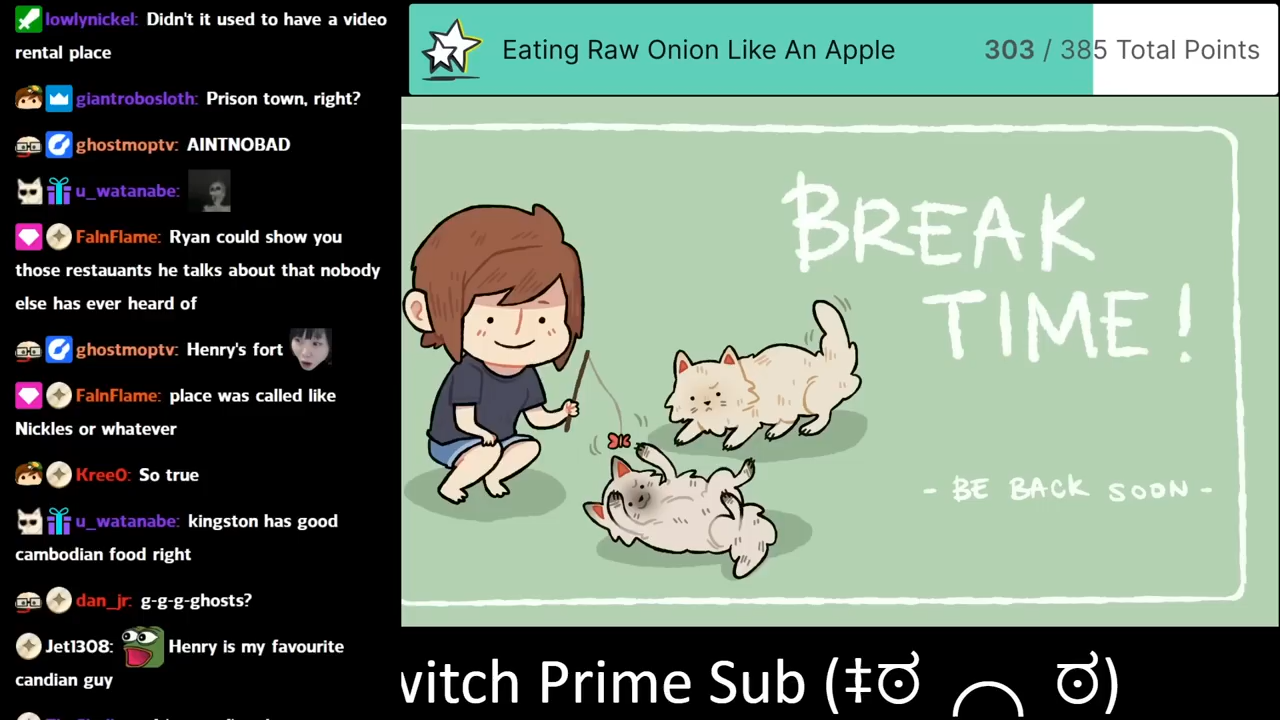 lowlynickel: Didn't it used to have a video
rental place
giantrobosloth: Prison town, right?
ghostmoptv: AINTNOBAD
u_watanabe:
FalnFlame: Ryan could show you
those restauants he talks about that nobody
else has ever heard of
ghostmoptv: Henry's fort
FalnFlame: place was called like
Nickles or whatever
Kree0: So true
u_watanabe: kingston has good
cambodian food right
dan_jr: g-g-g-ghosts?
Jet1308: Henry is my favourite
candian guy
7 Eating Raw Onion Like An Apple 303 / 385 Total Points
BREAK
TIME!
- BE BACK SOON -
witch Prime Sub (‡ಠ ⁀ ಠ)